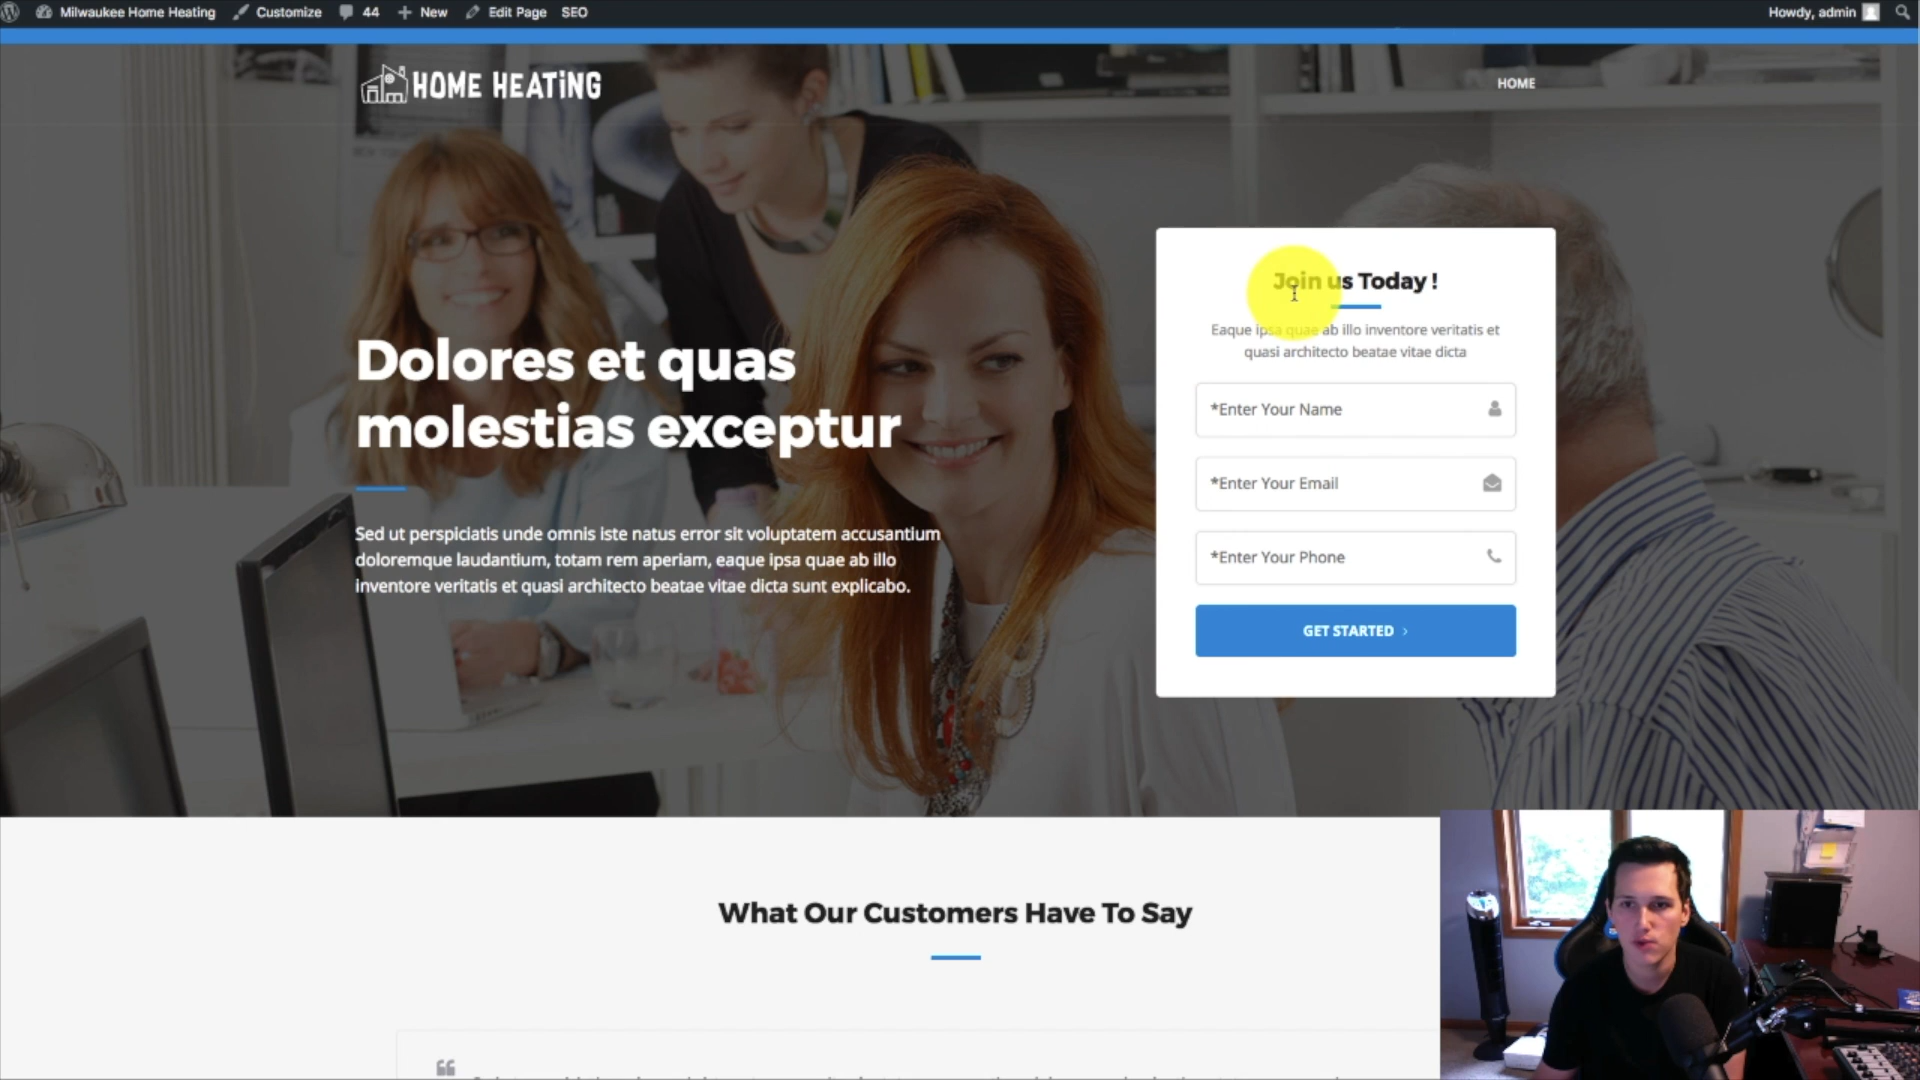 Milwaukee Home Heating Customize 44 New Edit Page SEO Howdy, admin
HOME HEATING
HOME
Join us Today !
Eaque ipsa quae ab illo inventore veritatis et
quasi architecto beatae vitae dicta
Dolores et quas
molestias exceptur
Sed ut perspiciatis unde omnis iste natus error sit voluptatem accusantium
doloremque laudantium, totam rem aperiam, eaque ipsa quae ab illo
inventore veritatis et quasi architecto beatae vitae dicta sunt explicabo.
*Enter Your Name
*Enter Your Email
*Enter Your Phone
GET STARTED ›
What Our Customers Have To Say